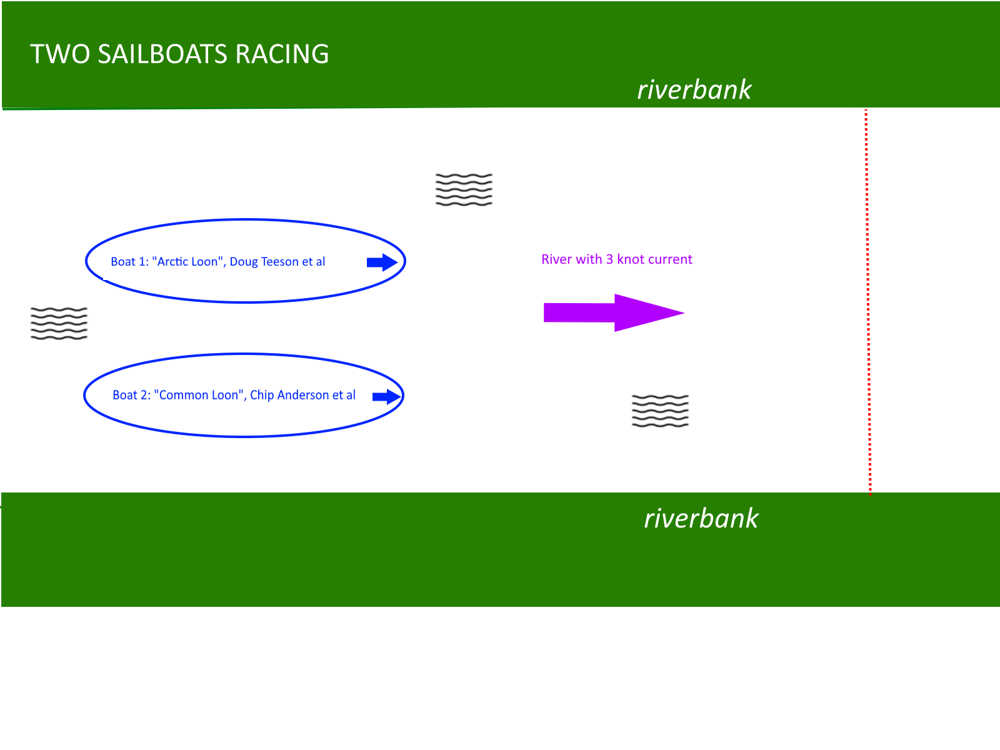 TWO SAILBOATS RACING
riverbank
River with 3 knot current
Boat 1: "Arctic Loon", Doug Teeson et al
Boat 2: "Common Loon", Chip Anderson et al
riverbank